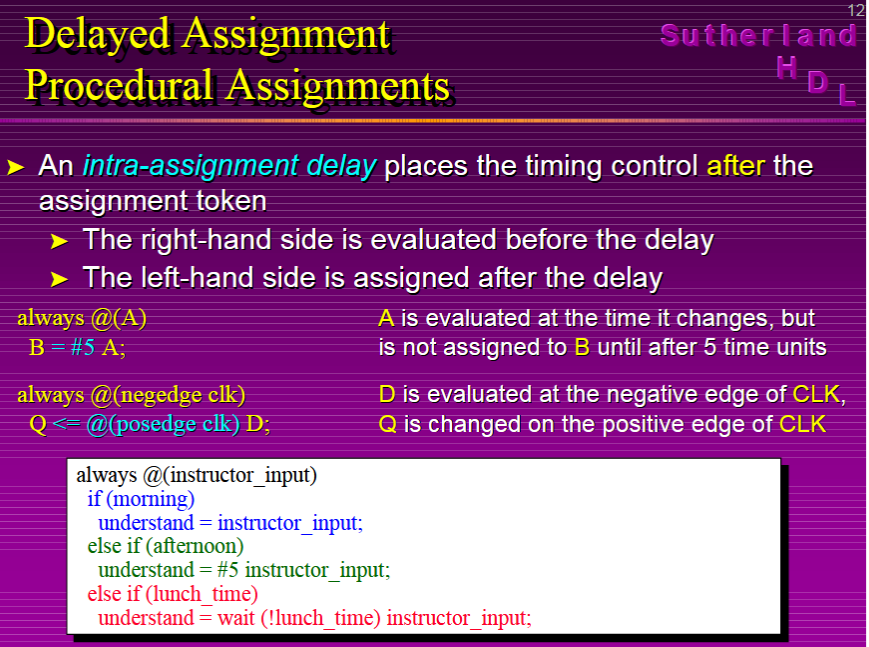 12
Delayed Assignment
Procedural Assignments
Sutherland
H
D
L
➤ An intra-assignment delay places the timing control after the
assignment token
➤ The right-hand side is evaluated before the delay
➤ The left-hand side is assigned after the delay
always @(A)
B = #5 A;
A is evaluated at the time it changes, but
is not assigned to B until after 5 time units
always @(negedge clk)
Q <= @(posedge clk) D;
D is evaluated at the negative edge of CLK,
Q is changed on the positive edge of CLK
always @(instructor_input)
if (morning)
understand = instructor_input;
else if (afternoon)
understand = #5 instructor_input;
else if (lunch_time)
understand = wait (!lunch_time) instructor_input;